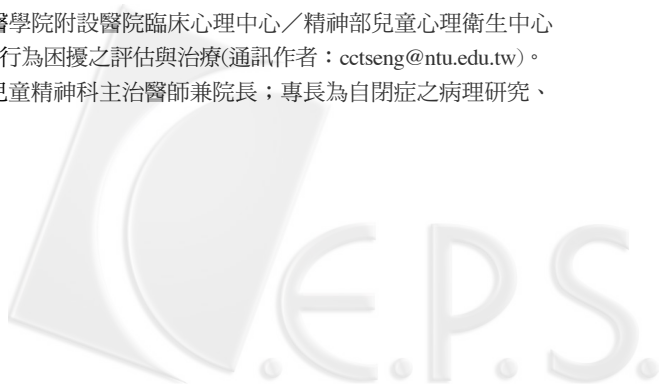 醫學院附設醫院臨床心理中心／精神部兒童心理衛生中心
行為困擾之評估與治療(通訊作者：cctseng@ntu.edu.tw)。
兒童精神科主治醫師兼院長；專長為自閉症之病理研究、
C.E.P.S.